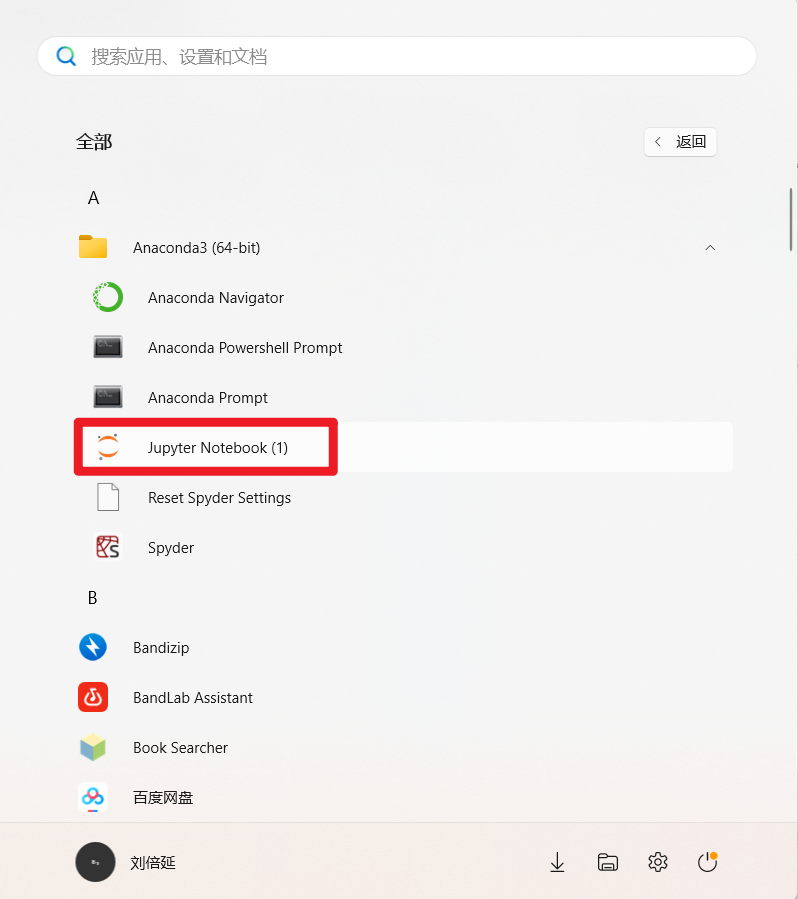 搜索应用、设置和文档
全部
返回
A
Anaconda3 (64-bit)
Anaconda Navigator
Anaconda Powershell Prompt
Anaconda Prompt
Jupyter Notebook (1)
Reset Spyder Settings
Spyder
B
Bandizip
BandLab Assistant
Book Searcher
百度网盘
刘倍延